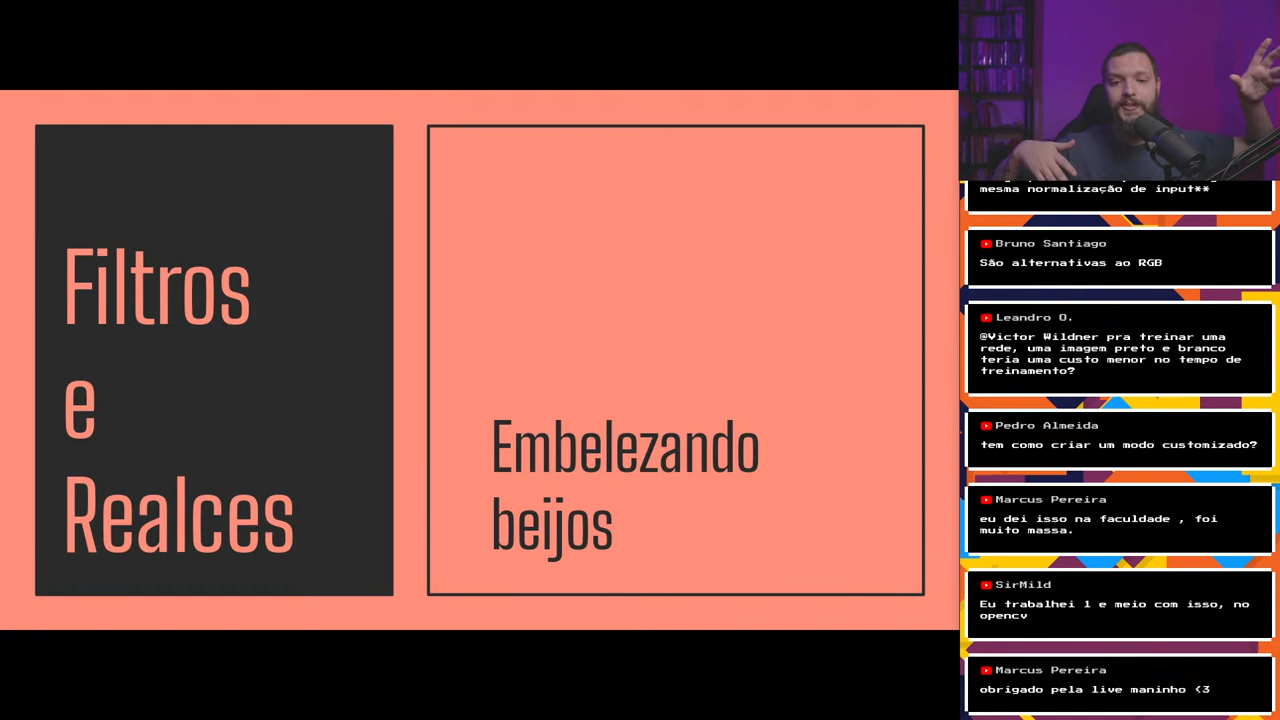 Filtros
e
Realces
Embelezando
beijos
mesma normalização de input**
Bruno Santiago
São alternativas ao RGB
Leandro O.
@Victor Wildner pra treinar uma
rede, uma imagem preto e branco
teria uma custo menor no tempo de
treinamento?
Pedro Almeida
tem como criar um modo customizado?
Marcus Pereira
eu dei isso na faculdade , foi
muito massa.
SirMild
Eu trabalhei 1 e meio com isso, no
opencv
Marcus Pereira
obrigado pela live maninho <3